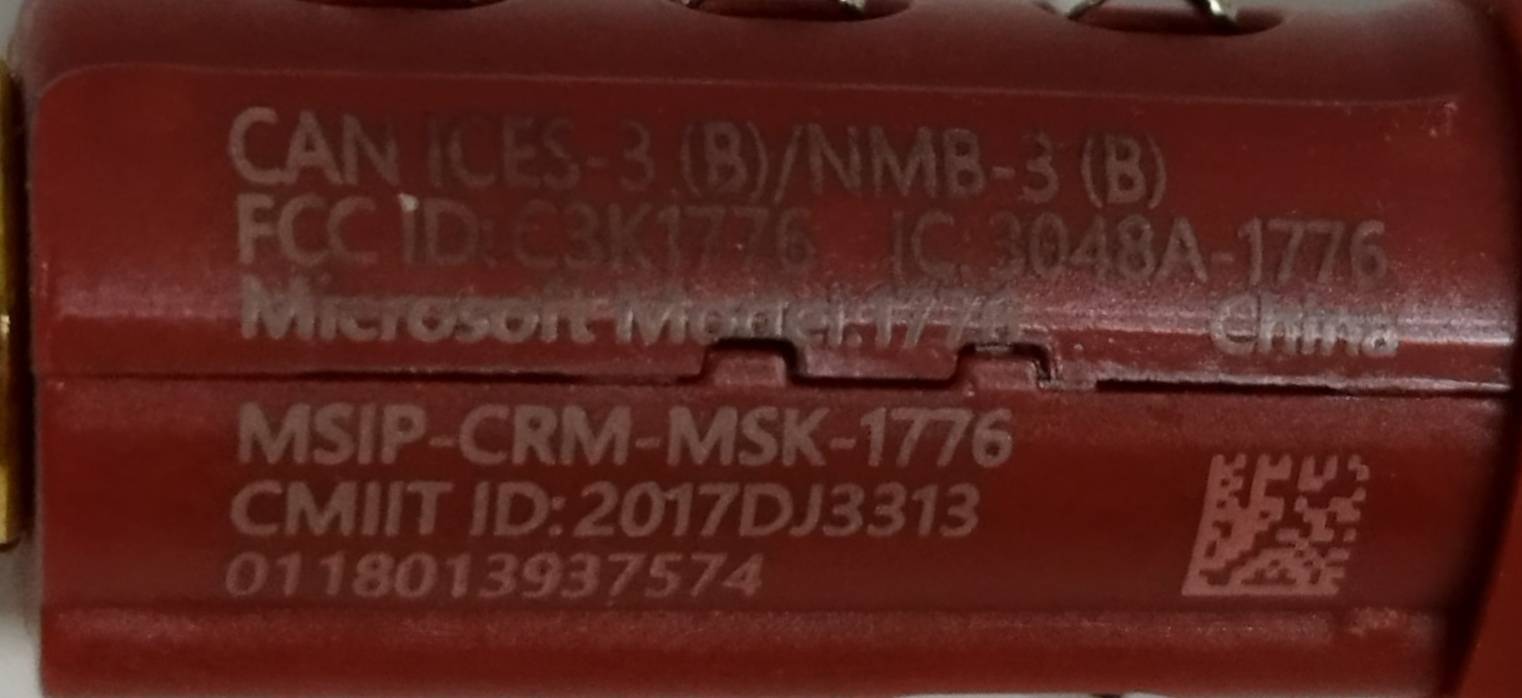 CAN ICES-3 (B)/NMB-3 (B)
FCC ID: C3K1776 IC: 3048A-1776
Microsoft Model:1776 China
MSIP-CRM-MSK-1776
CMIIT ID: 2017DJ3313
0118013937574